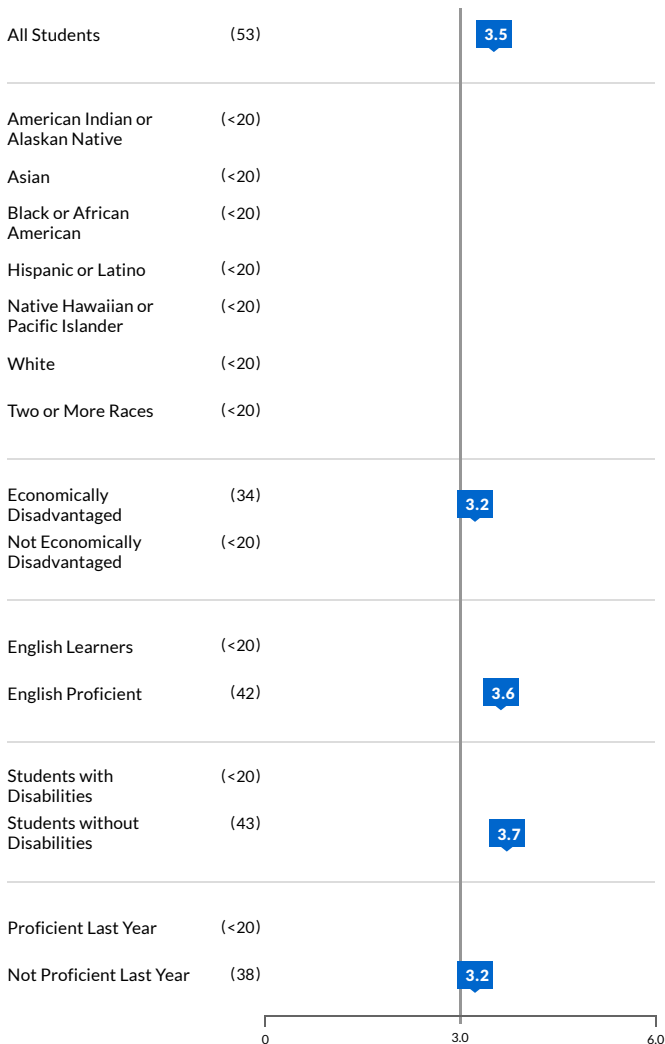 All Students (53) 3.5
American Indian or (<20)
Alaskan Native
Asian (<20)
Black or African (<20)
American
Hispanic or Latino (<20)
Native Hawaiian or (<20)
Pacific Islander
White (<20)
Two or More Races (<20)
Economically (34) 3.2
Disadvantaged
Not Economically (<20)
Disadvantaged
English Learners (<20)
English Proficient (42) 3.6
Students with (<20)
Disabilities
Students without (43) 3.7
Disabilities
Proficient Last Year (<20)
Not Proficient Last Year (38) 3.2
0 3.0 6.0